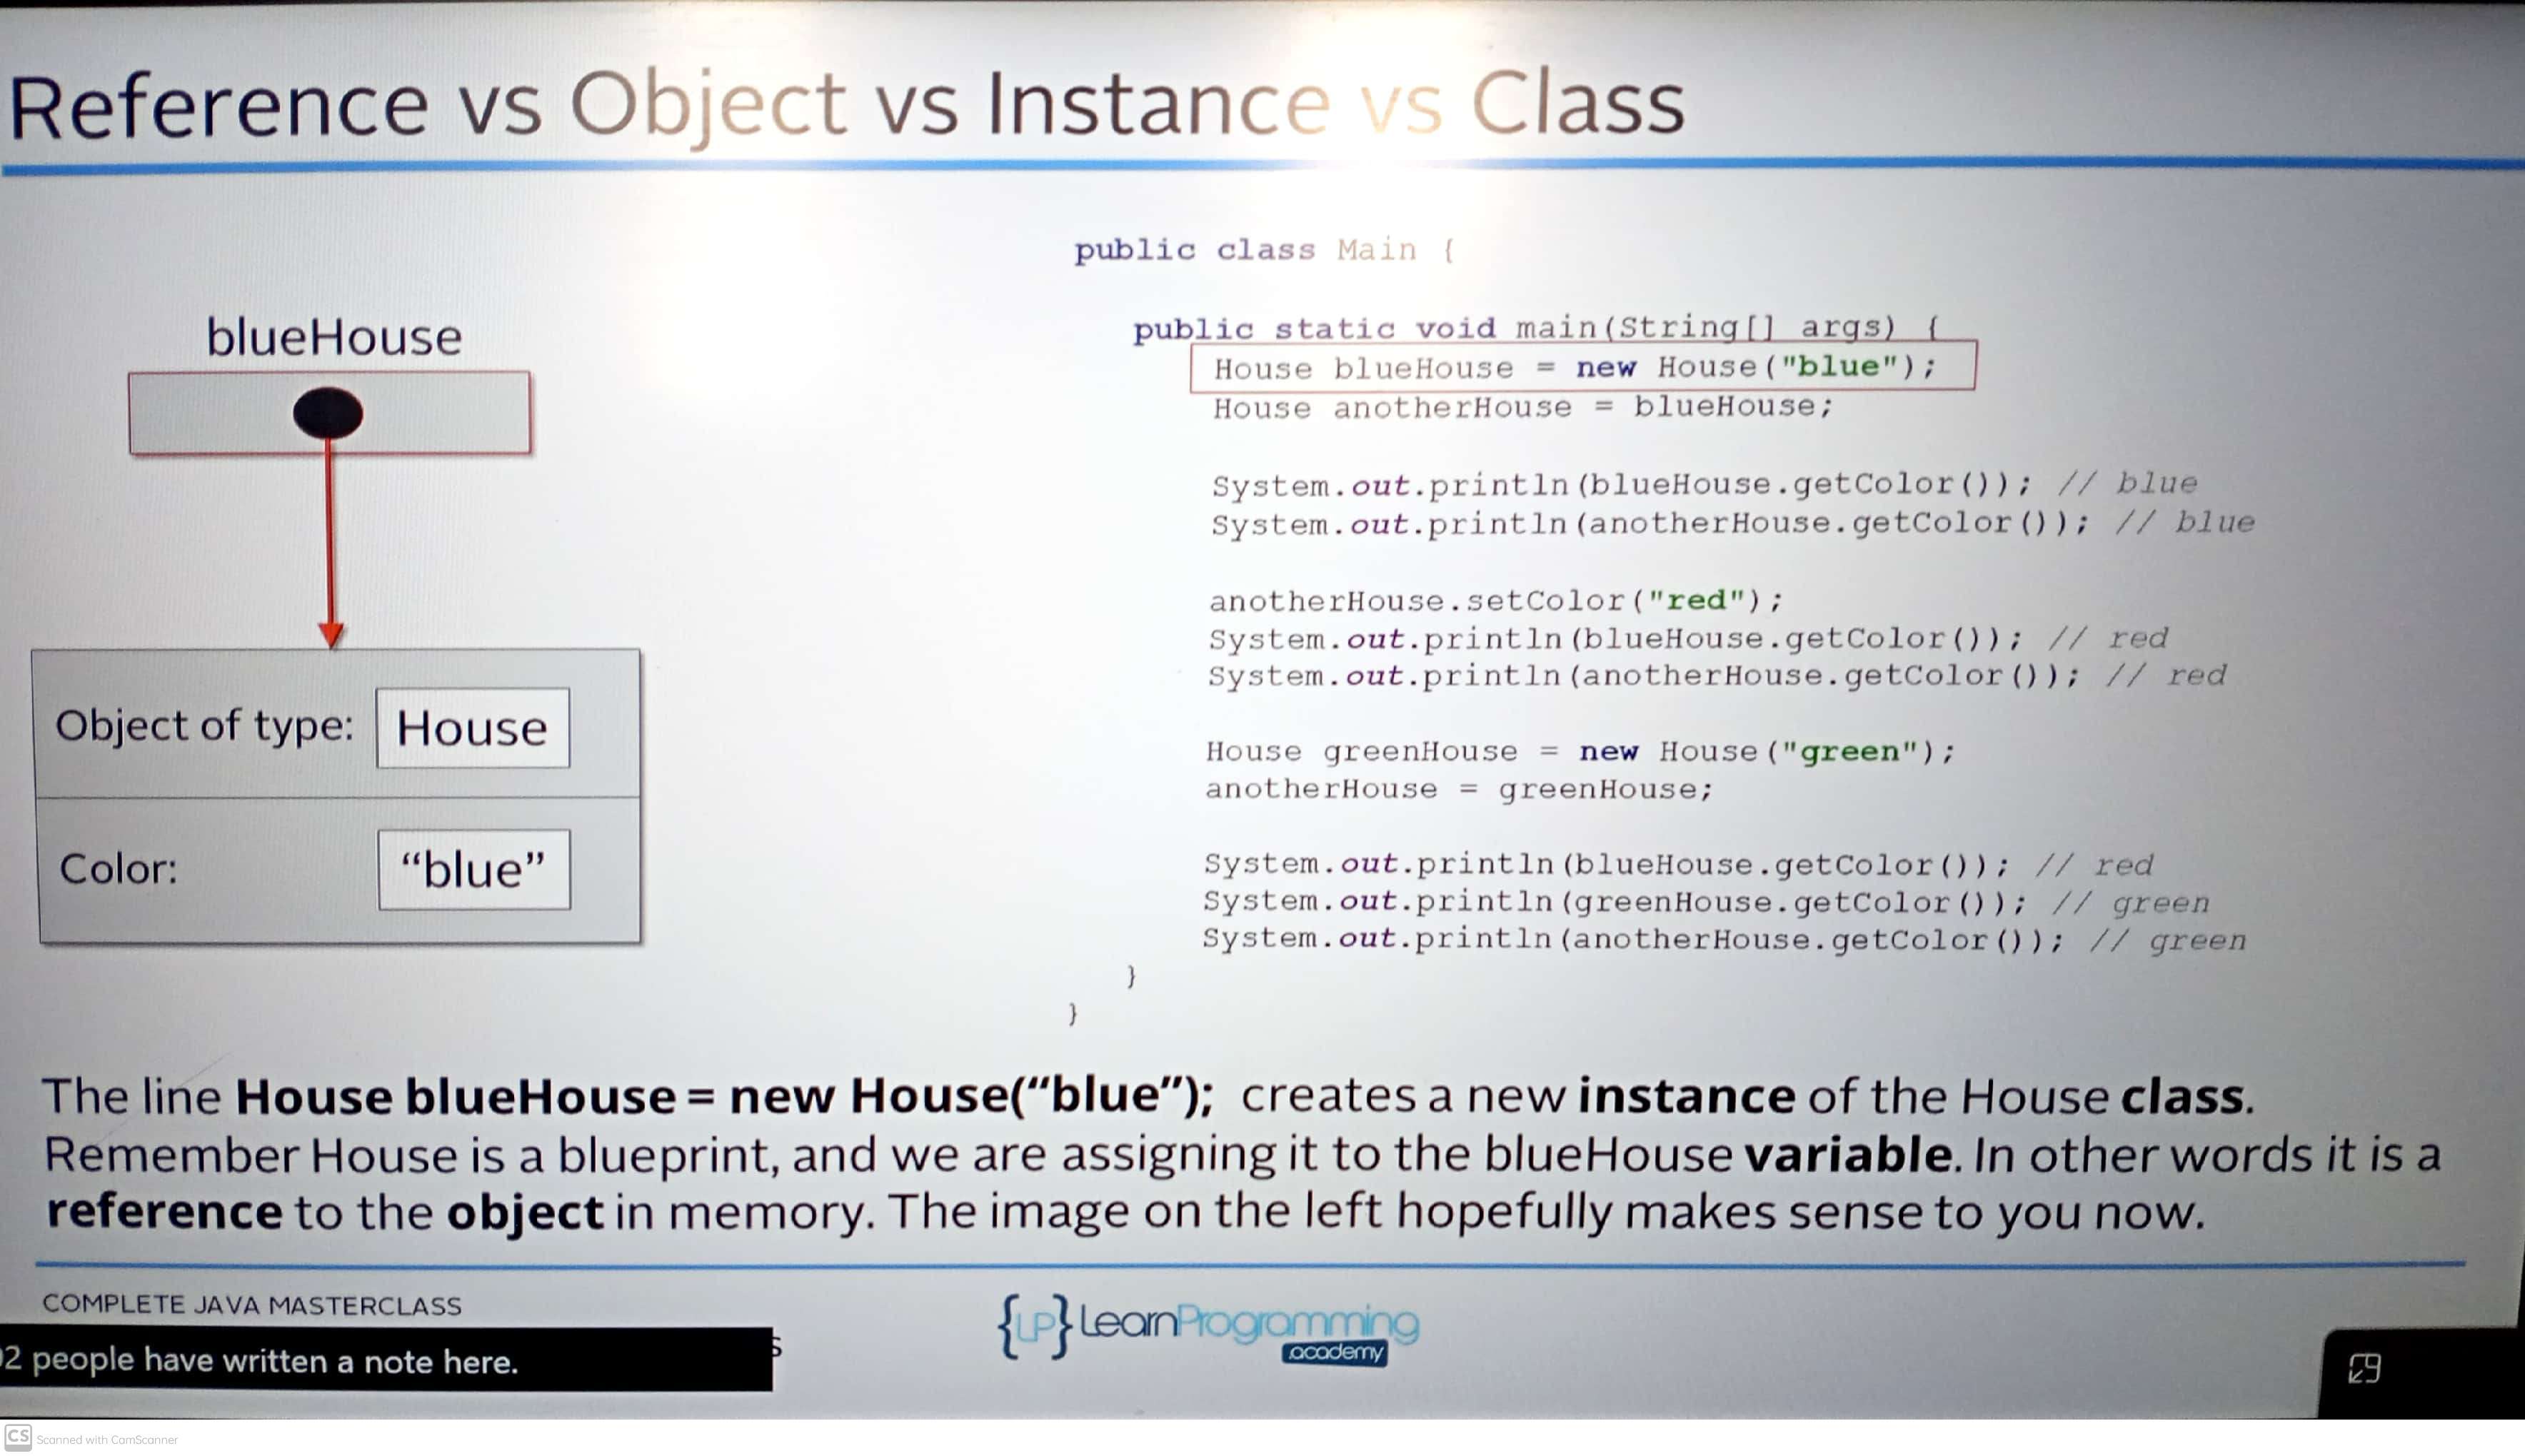 Reference vs Object vs Instance vs Class
blueHouse
Object of type: House
Color: “blue”
public class Main {
public static void main(String[] args) {
House blueHouse = new House("blue");
House anotherHouse = blueHouse;
System.out.println(blueHouse.getColor()); // blue
System.out.println(anotherHouse.getColor()); // blue
anotherHouse.setColor("red");
System.out.println(blueHouse.getColor()); // red
System.out.println(anotherHouse.getColor()); // red
House greenHouse = new House("green");
anotherHouse = greenHouse;
System.out.println(blueHouse.getColor()); // red
System.out.println(greenHouse.getColor()); // green
System.out.println(anotherHouse.getColor()); // green
}
}
The line House blueHouse = new House(“blue”); creates a new instance of the House class.
Remember House is a blueprint, and we are assigning it to the blueHouse variable. In other words it is a
reference to the object in memory. The image on the left hopefully makes sense to you now.
COMPLETE JAVA MASTERCLASS
{LP} LearnProgramming
academy
2 people have written a note here.
CS Scanned with CamScanner